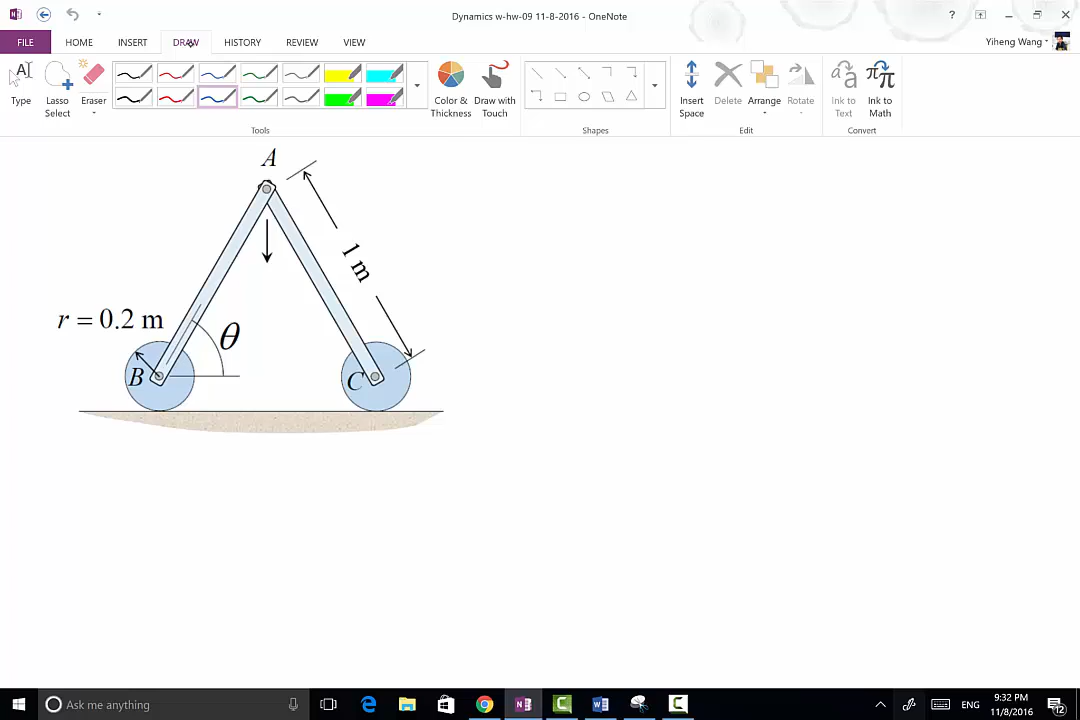 Dynamics w-hw-09 11-8-2016 - OneNote
?
FILE HOME INSERT DRAW HISTORY REVIEW VIEW
Yiheng Wang
Type
Lasso
Select
Eraser
Color &
Thickness
Draw with
Touch
Insert
Space
Delete
Arrange
Rotate
Ink to
Text
Ink to
Math
Tools
Shapes
Edit
Convert
A
1 m
r = 0.2 m
θ
B
C
Ask me anything
ENG
9:32 PM
11/8/2016
12